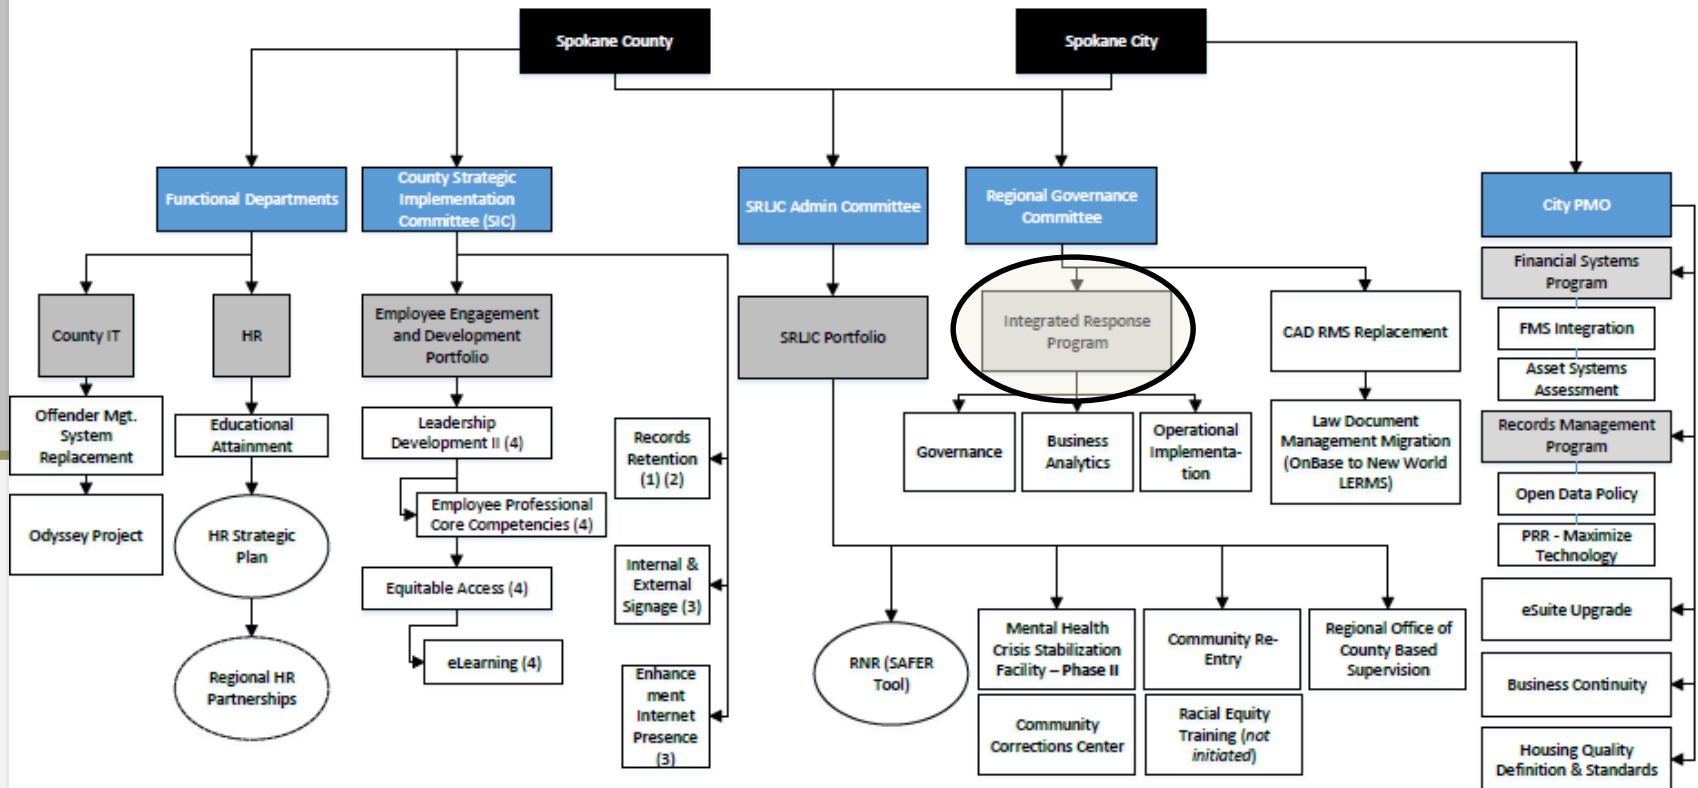 Spokane County
Spokane City
Functional Departments
County Strategic
Implementation
Committee (SIC)
SRLJC Admin Committee
Regional Governance
Committee
City PMO
County IT
HR
Employee Engagement
and Development
Portfolio
SRLJC Portfolio
Integrated Response
Program
CAD RMS Replacement
Financial Systems
Program
FMS Integration
Asset Systems
Assessment
Records Management
Program
Open Data Policy
PRR - Maximize
Technology
eSuite Upgrade
Business Continuity
Housing Quality
Definition & Standards
Offender Mgt.
System
Replacement
Odyssey Project
Educational
Attainment
HR Strategic
Plan
Regional HR
Partnerships
Leadership
Development II (4)
Employee Professional
Core Competencies (4)
Equitable Access (4)
eLearning (4)
Records
Retention
(1) (2)
Internal &
External
Signage (3)
Enhance
ment
Internet
Presence
(3)
Governance
Business
Analytics
Operational
Implementa-
tion
Law Document
Management Migration
(OnBase to New World
LERMS)
RNR (SAFER
Tool)
Mental Health
Crisis Stabilization
Facility – Phase II
Community
Corrections Center
Community Re-
Entry
Racial Equity
Training (not
initiated)
Regional Office of
County Based
Supervision